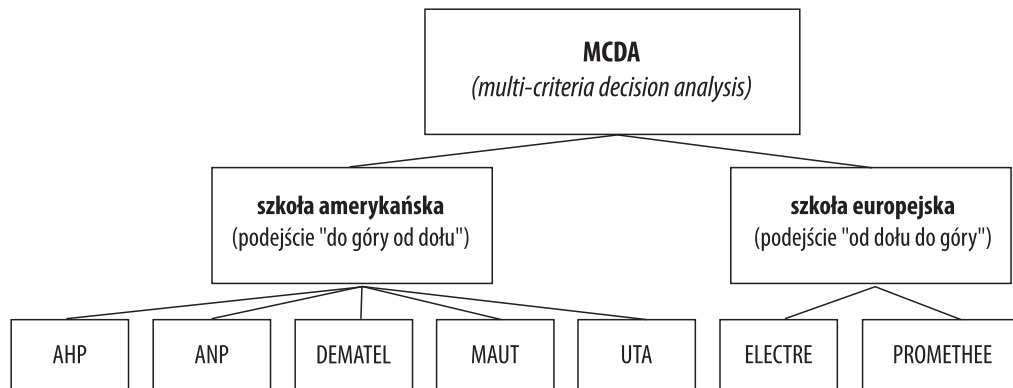 MCDA
(multi-criteria decision analysis)
szkoła amerykańska
(podejście "do góry od dołu")
szkoła europejska
(podejście "od dołu do góry")
AHP
ANP
DEMATEL
MAUT
UTA
ELECTRE
PROMETHEE